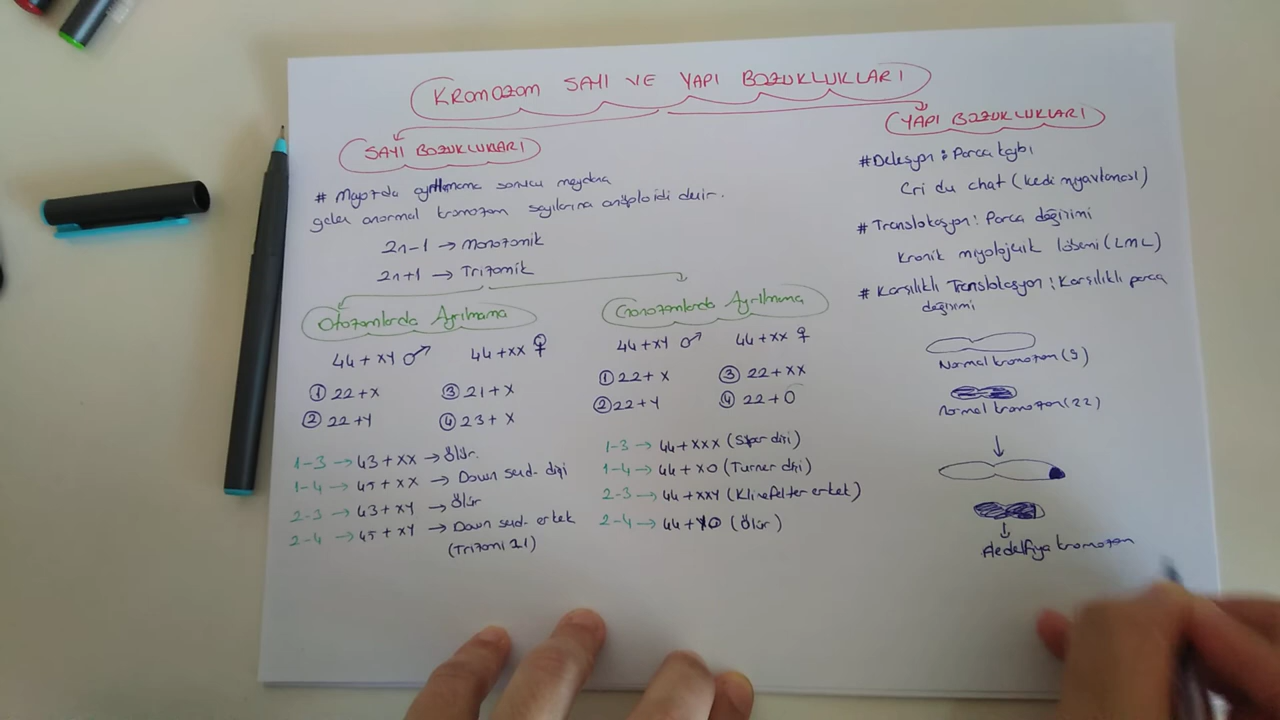 KROMOZOM SAYI VE YAPI BOZUKLUKLARI
SAYI BOZUKLUKLARI
# Mayozda ayrılmama sonucu meydana
gelen anormal kromozom sayılarına anöploidi denir.
2n-1 → Monozomik
2n+1 → Trizomik
Otozomlarda Ayrılmama
44+XY ♂ 44+XX ♀
① 22+X ③ 21+X
② 22+Y ④ 23+X
1-3 → 43+XX → Ölür.
1-4 → 45+XX → Down send- dişi
2-3 → 43+XY → Ölür
2-4 → 45+XY → Down send- erkek
(Trizomi 21)
Gonozomlarda Ayrılmama
44+XY ♂ 44+XX ♀
① 22+X ③ 22+XX
② 22+Y ④ 22+O
1-3 → 44+XXX (Süper dişi)
1-4 → 44+XO (Turner dişi)
2-3 → 44+XXY (Klinefelter erkek)
2-4 → 44+YO (Ölür)
YAPI BOZUKLUKLARI
# Delesyon : Parça kaybı
Cri du chat (kedi miyavlaması)
# Translokasyon : Parça değişimi
Kronik miyolojik lösemi (LML)
# Karşılıklı Translokasyon : Karşılıklı parça
değişimi
Normal kromozom (9)
Normal kromozom (22)
↓
↓
kromozom